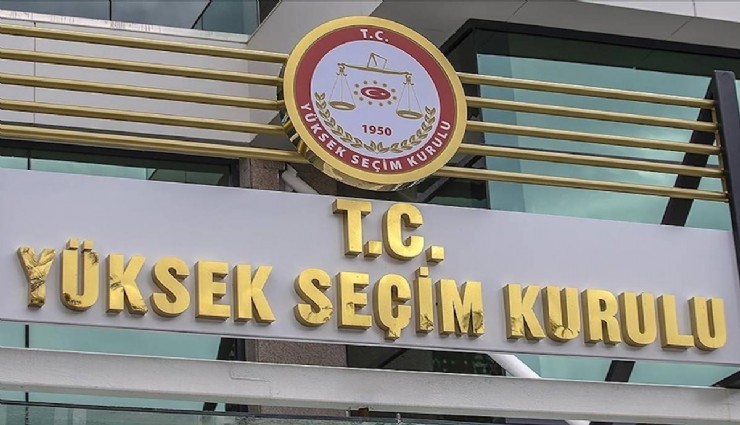 T.C.
1950
YÜKSEK SEÇİM KURULU
T.C.
YÜKSEK SEÇİM KURULU